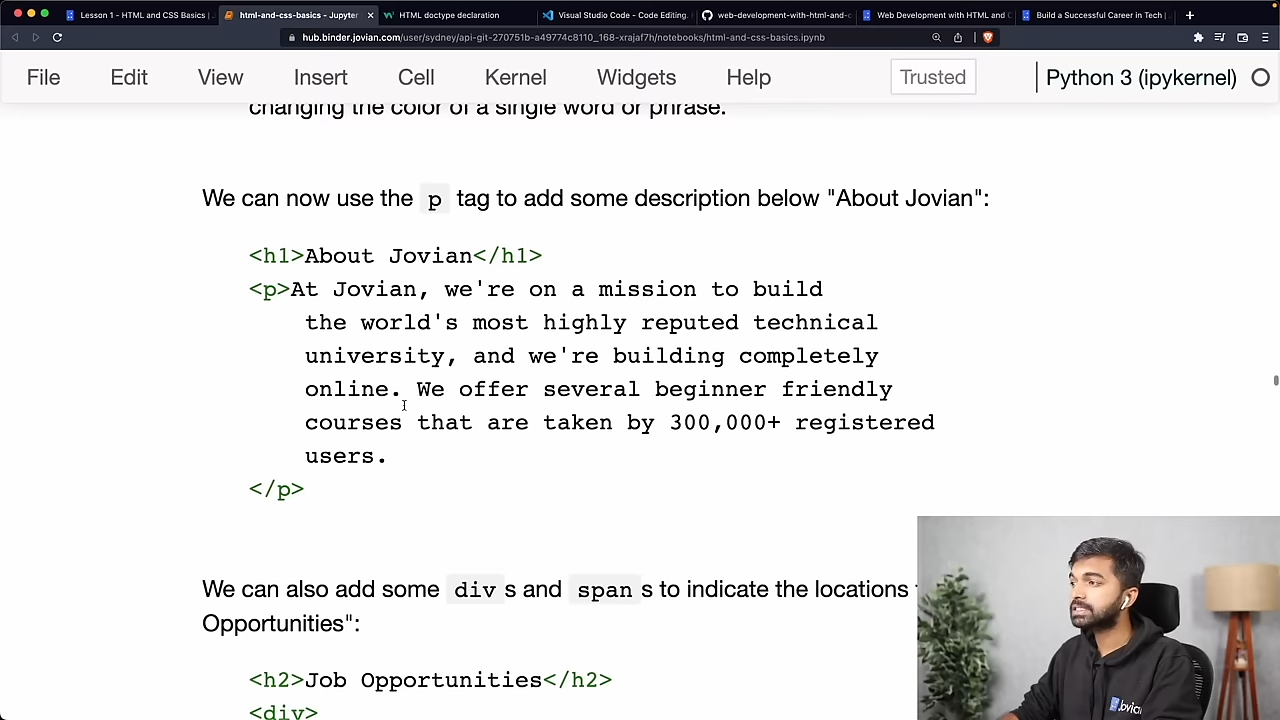 Lesson 1 - HTML and CSS Basics |
html-and-css-basics - Jupyter
HTML doctype declaration
Visual Studio Code - Code Editing.
web-development-with-html-and-c
Web Development with HTML and C
Build a Successful Career in Tech |
hub.binder.jovian.com/user/sydney/api-git-270751b-a49774c8110_168-xrajaf7h/notebooks/html-and-css-basics.ipynb
File Edit View Insert Cell Kernel Widgets Help Trusted Python 3 (ipykernel)
changing the color of a single word or phrase.
We can now use the p tag to add some description below "About Jovian":
<h1>About Jovian</h1>
<p>At Jovian, we're on a mission to build
the world's most highly reputed technical
university, and we're building completely
online. We offer several beginner friendly
courses that are taken by 300,000+ registered
users.
</p>
We can also add some div s and span s to indicate the locations
Opportunities":
<h2>Job Opportunities</h2>
<div>